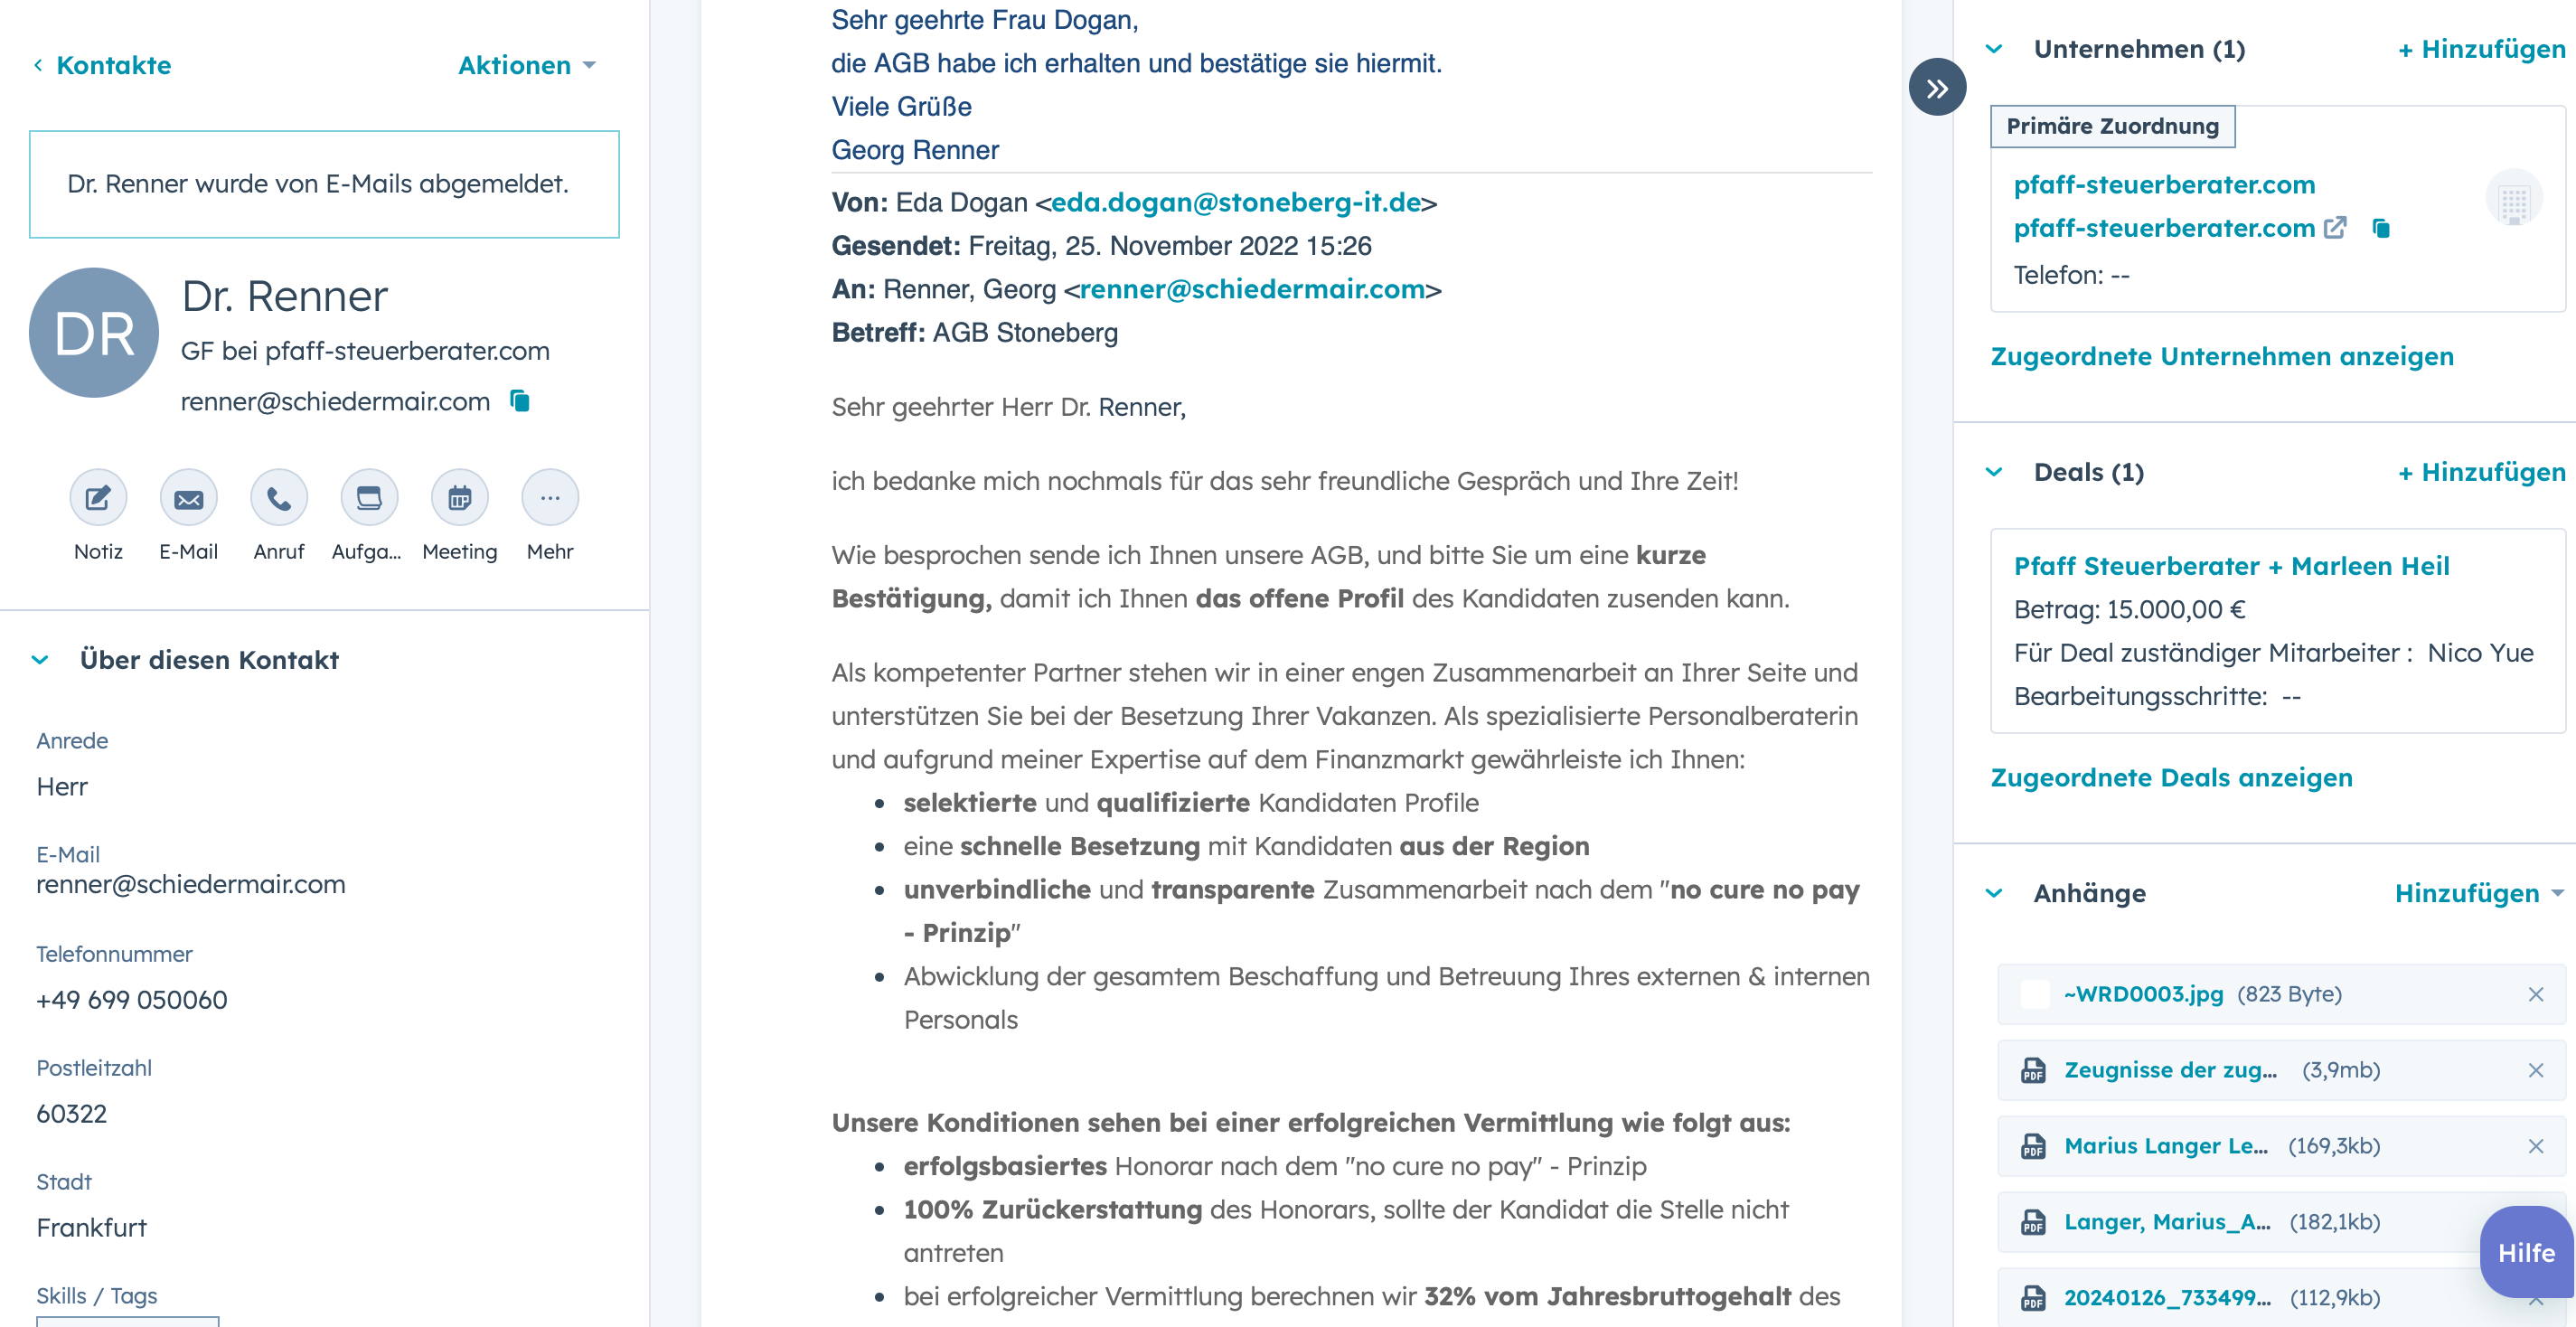 Kontakte
Aktionen
Dr. Renner wurde von E-Mails abgemeldet.
DR
Dr. Renner
GF bei pfaff-steuerberater.com
renner@schiedermair.com
Notiz
E-Mail
Anruf
Aufga...
Meeting
Mehr
Über diesen Kontakt
Anrede
Herr
E-Mail
renner@schiedermair.com
Telefonnummer
+49 699 050060
Postleitzahl
60322
Stadt
Frankfurt
Skills / Tags
Sehr geehrte Frau Dogan,
die AGB habe ich erhalten und bestätige sie hiermit.
Viele Grüße
Georg Renner
Von: Eda Dogan <eda.dogan@stoneberg-it.de>
Gesendet: Freitag, 25. November 2022 15:26
An: Renner, Georg <renner@schiedermair.com>
Betreff: AGB Stoneberg
Sehr geehrter Herr Dr. Renner,
ich bedanke mich nochmals für das sehr freundliche Gespräch und Ihre Zeit!
Wie besprochen sende ich Ihnen unsere AGB, und bitte Sie um eine kurze
Bestätigung, damit ich Ihnen das offene Profil des Kandidaten zusenden kann.
Als kompetenter Partner stehen wir in einer engen Zusammenarbeit an Ihrer Seite und
unterstützen Sie bei der Besetzung Ihrer Vakanzen. Als spezialisierte Personalberaterin
und aufgrund meiner Expertise auf dem Finanzmarkt gewährleiste ich Ihnen:
• selektierte und qualifizierte Kandidaten Profile
• eine schnelle Besetzung mit Kandidaten aus der Region
• unverbindliche und transparente Zusammenarbeit nach dem "no cure no pay
- Prinzip"
• Abwicklung der gesamtem Beschaffung und Betreuung Ihres externen & internen
Personals
Unsere Konditionen sehen bei einer erfolgreichen Vermittlung wie folgt aus:
• erfolgsbasiertes Honorar nach dem "no cure no pay" - Prinzip
• 100% Zurückerstattung des Honorars, sollte der Kandidat die Stelle nicht
antreten
• bei erfolgreicher Vermittlung berechnen wir 32% vom Jahresbruttogehalt des
Unternehmen (1)
+ Hinzufügen
Primäre Zuordnung
pfaff-steuerberater.com
pfaff-steuerberater.com
Telefon: --
Zugeordnete Unternehmen anzeigen
Deals (1)
+ Hinzufügen
Pfaff Steuerberater + Marleen Heil
Betrag: 15.000,00 €
Für Deal zuständiger Mitarbeiter : Nico Yue
Bearbeitungsschritte: --
Zugeordnete Deals anzeigen
Anhänge
Hinzufügen
~WRD0003.jpg (823 Byte)
PDF Zeugnisse der zug... (3,9mb)
PDF Marius Langer Le... (169,3kb)
PDF Langer, Marius_A... (182,1kb)
PDF 20240126_733499... (112,9kb)
Hilfe